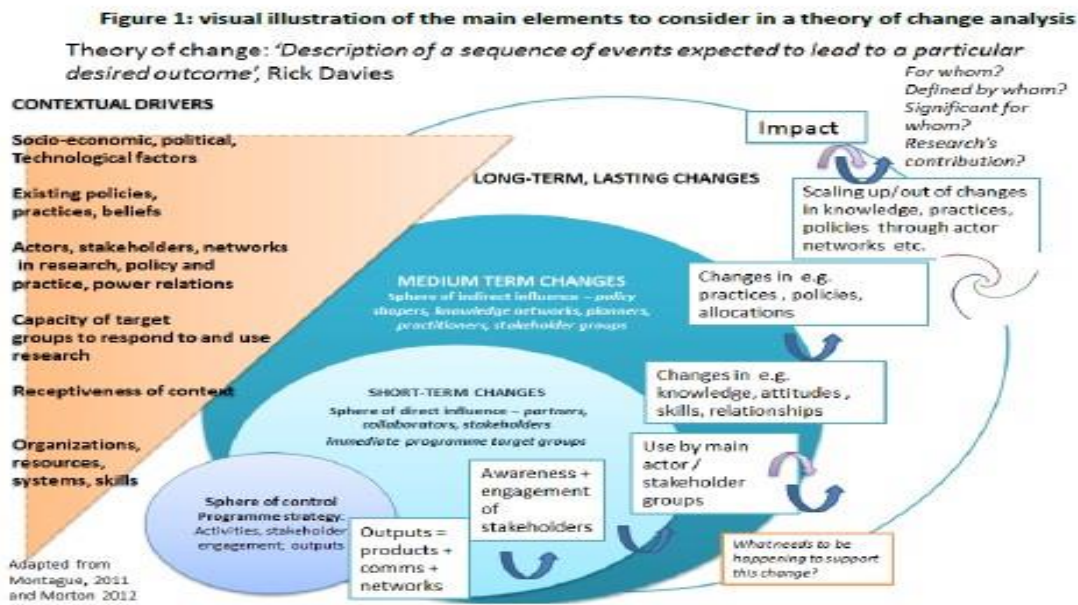 Figure 1: visual illustration of the main elements to consider in a theory of change analysis
Theory of change: ‘Description of a sequence of events expected to lead to a particular
desired outcome’, Rick Davies
For whom?
Defined by whom?
Significant for
whom?
Research's
contribution?
CONTEXTUAL DRIVERS
Socio-economic, political,
Technological factors
Existing policies,
practices, beliefs
Actors, stakeholders, networks
in research, policy and
practice, power relations
Capacity of target
groups to respond to and use
research
Receptiveness of context
Organizations,
resources,
systems, skills
Adapted from
Montague, 2011
and Morton 2012
Impact
LONG-TERM, LASTING CHANGES
Scaling up/out of changes
in knowledge, practices,
policies through actor
networks etc.
MEDIUM TERM CHANGES
Sphere of indirect influence – policy
shapers, knowledge networks, planners,
practitioners, stakeholder groups
Changes in e.g.
practices , policies,
allocations
SHORT-TERM CHANGES
Sphere of direct influence – partners,
collaborators, stakeholders
Immediate programme target groups
Changes in e.g.
knowledge, attitudes ,
skills, relationships
Use by main
actor /
stakeholder
groups
Awareness +
engagement
of
stakeholders
Sphere of control
Programme strategy:
Activities, stakeholder
engagement, outputs
Outputs =
products +
comms +
networks
What needs to be
happening to support
this change?